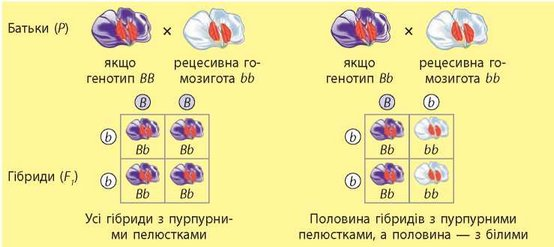 Батьки (P) × ×
якщо генотип BB
рецесивна го-
мозигота bb
якщо генотип Bb
рецесивна го-
мозигота bb
B B
b Bb Bb
Гібриди (F₁) b Bb Bb
B b
b Bb bb
b Bb bb
Усі гібриди з пурпурни-
ми пелюстками
Половина гібридів з пурпурними
пелюстками, а половина — з білими